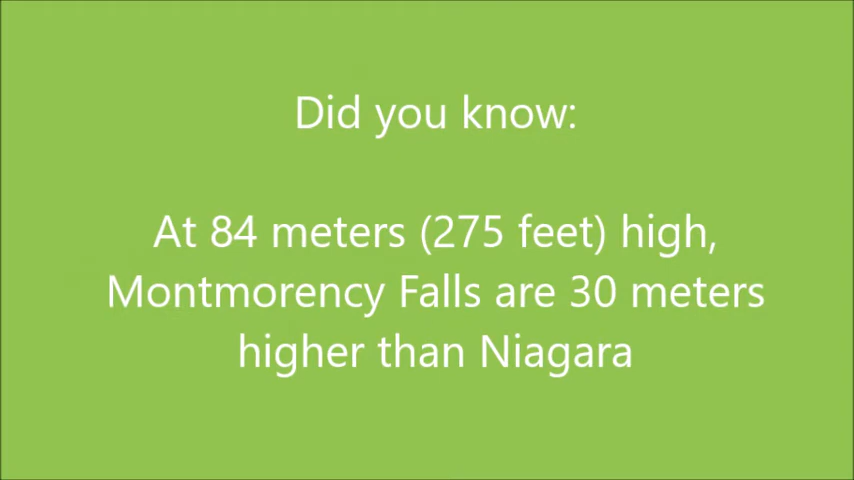 Did you know:
At 84 meters (275 feet) high,
Montmorency Falls are 30 meters
higher than Niagara